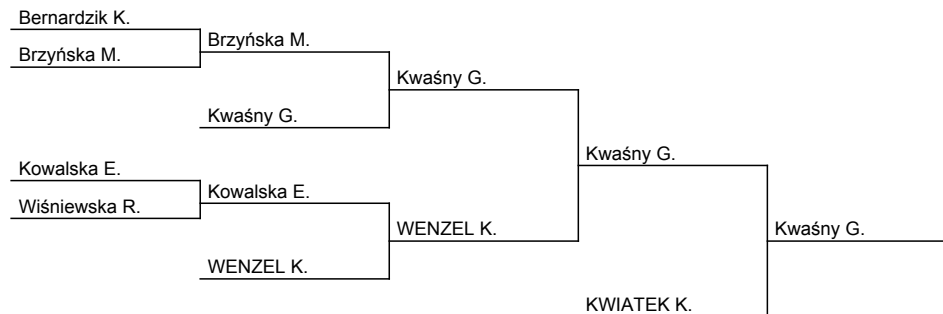 Bernardzik K.
Brzyńska M.
Brzyńska M.
Kwaśny G.
Kwaśny G.
Kwaśny G.
Kowalska E.
Kowalska E.
Wiśniewska R.
WENZEL K.
Kwaśny G.
WENZEL K.
KWIATEK K.